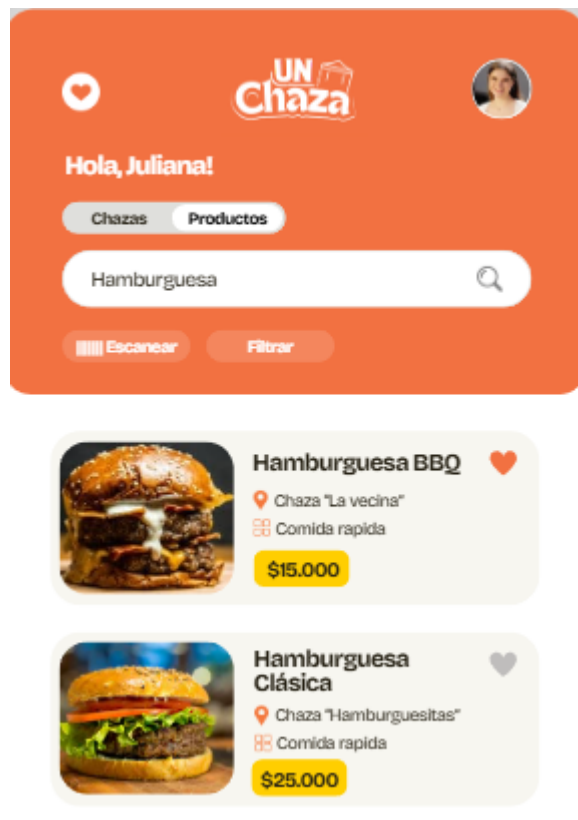 UN
Chaza
Hola, Juliana!
Chazas Productos
Hamburguesa
Escanear Filtrar
Hamburguesa BBQ
Chaza "La vecina"
Comida rapida
$15.000
Hamburguesa
Clásica
Chaza "Hamburguesitas"
Comida rapida
$25.000